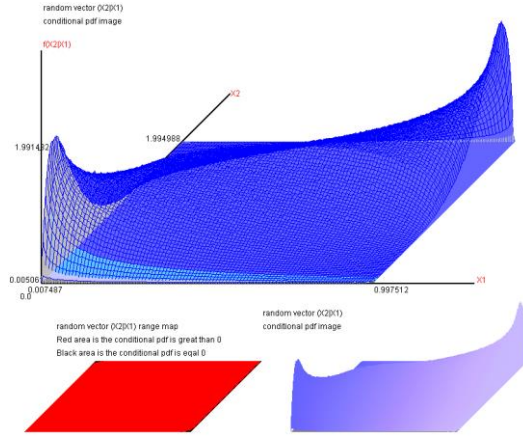 random vector (X2|X1)
conditional pdf image
f(X2|X1)
X2
1.994988
1.991432
0.00506
0.007487
0.0
0.997512
X1
random vector (X2|X1) range map
Red area is the conditional pdf is great than 0
Black area is the conditional pdf is eqal 0
random vector (X2|X1)
conditional pdf image